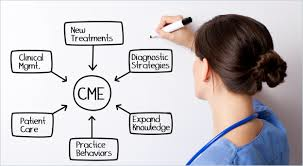 New
Treatments
Clinical
Mgmt.
Diagnostic
Strategies
CME
Patient
Care
Expand
Knowledge
Practice
Behaviors